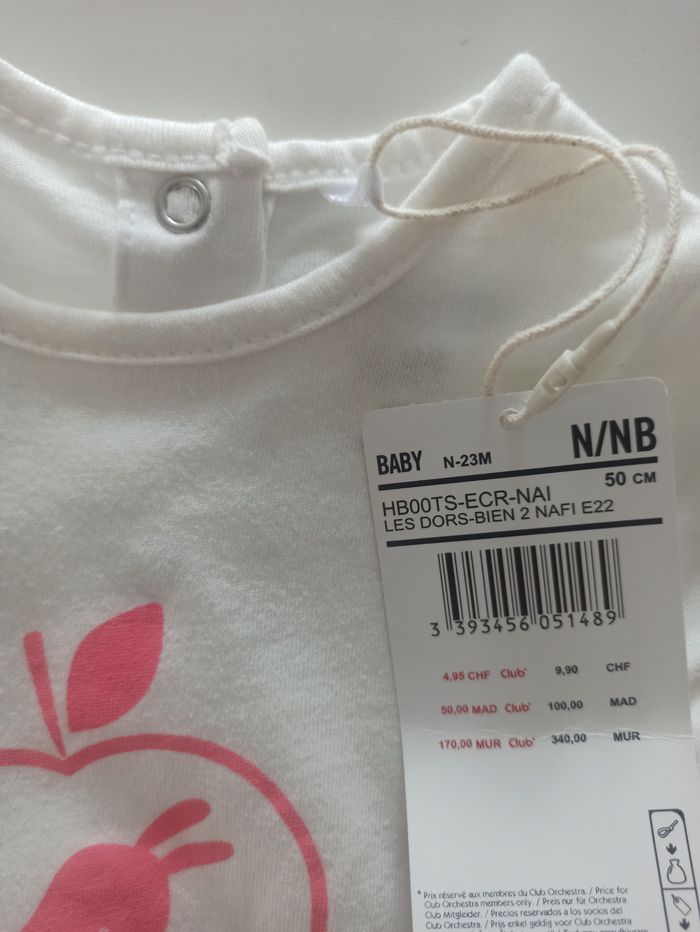 BABY N-23M N/NB
50 CM
HB00TS-ECR-NAI
LES DORS-BIEN 2 NAFI E22
3 393456 051489
4,95 CHF Club* 9,90 CHF
50,00 MAD Club* 100,00 MAD
170,00 MUR Club* 340,00 MUR
* Prix réservé aux membres du Club Orchestra. / Price for
Club Orchestra members only. / Preis nur für Orchestra
Club Mitglieder. / Precios reservados a los socios del
Club Orchestra. / Prijs enkel geldig voor Club Orchestra